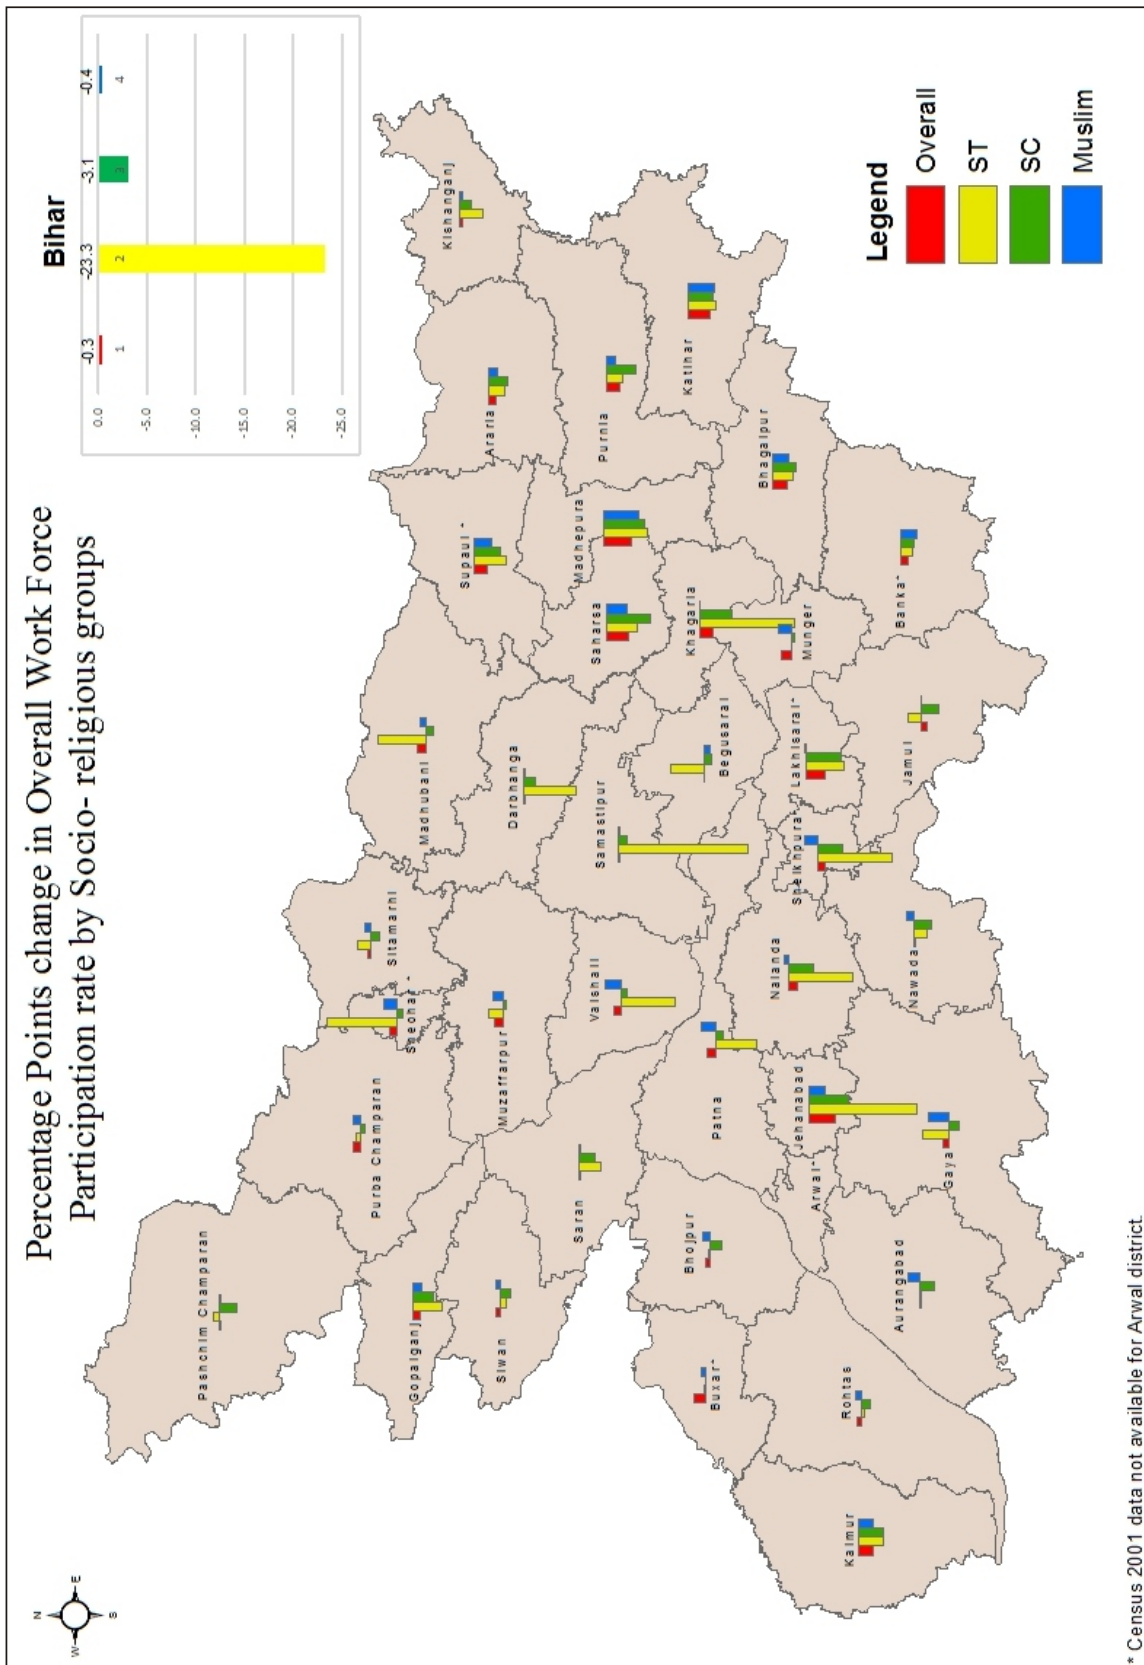 Percentage Points change in Overall Work Force
Participation rate by Socio- religious groups
N
W
E
S
Bihar
-0.3
-23.3
-3.1
-0.4
0.0
-5.0
-10.0
-15.0
-20.0
-25.0
1
2
3
4
Pashchim Champaran
Purba Champaran
Sheohar ^
Sitamarhi
Madhubani
Supaul ^
Araria
Kishanganj
Gopalganj
Siwan
Saran
Muzaffarpur
Vaishali
Darbhanga
Samastipur
Saharsa
Madhepura
Purnia
Katihar
Begusarai
Khagaria
Bhagalpur
Munger
Banka^
Buxar^
Bhojpur
Patna
Nalanda
Sheikhpura^
Lakhisarai^
Jamui
Kaimur
Rohtas
Aurangabad
Arwal^
Jehanabad
Gaya
Nawada
Legend
Overall
ST
SC
Muslim
* Census 2001 data not available for Arwal district.